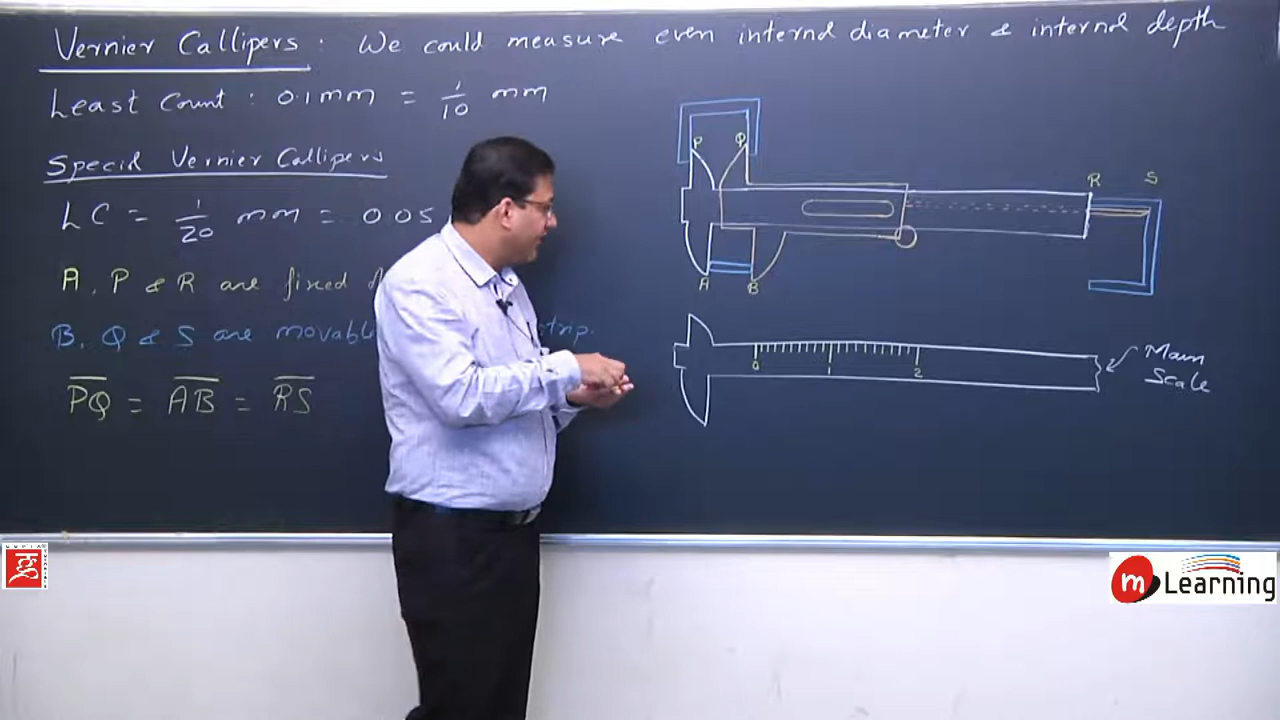 Vernier Callipers : We could measure even internal diameter & internal depth
Least Count : 0.1mm = 1/10 mm
Special Vernier Callipers
LC = 1/20 mm = 0.05
A, P & R are fixed
B, Q & S are movable
strip.
PQ = AB = RS
P Q
R S
A B
0 1 2
Main
Scale
m Learning